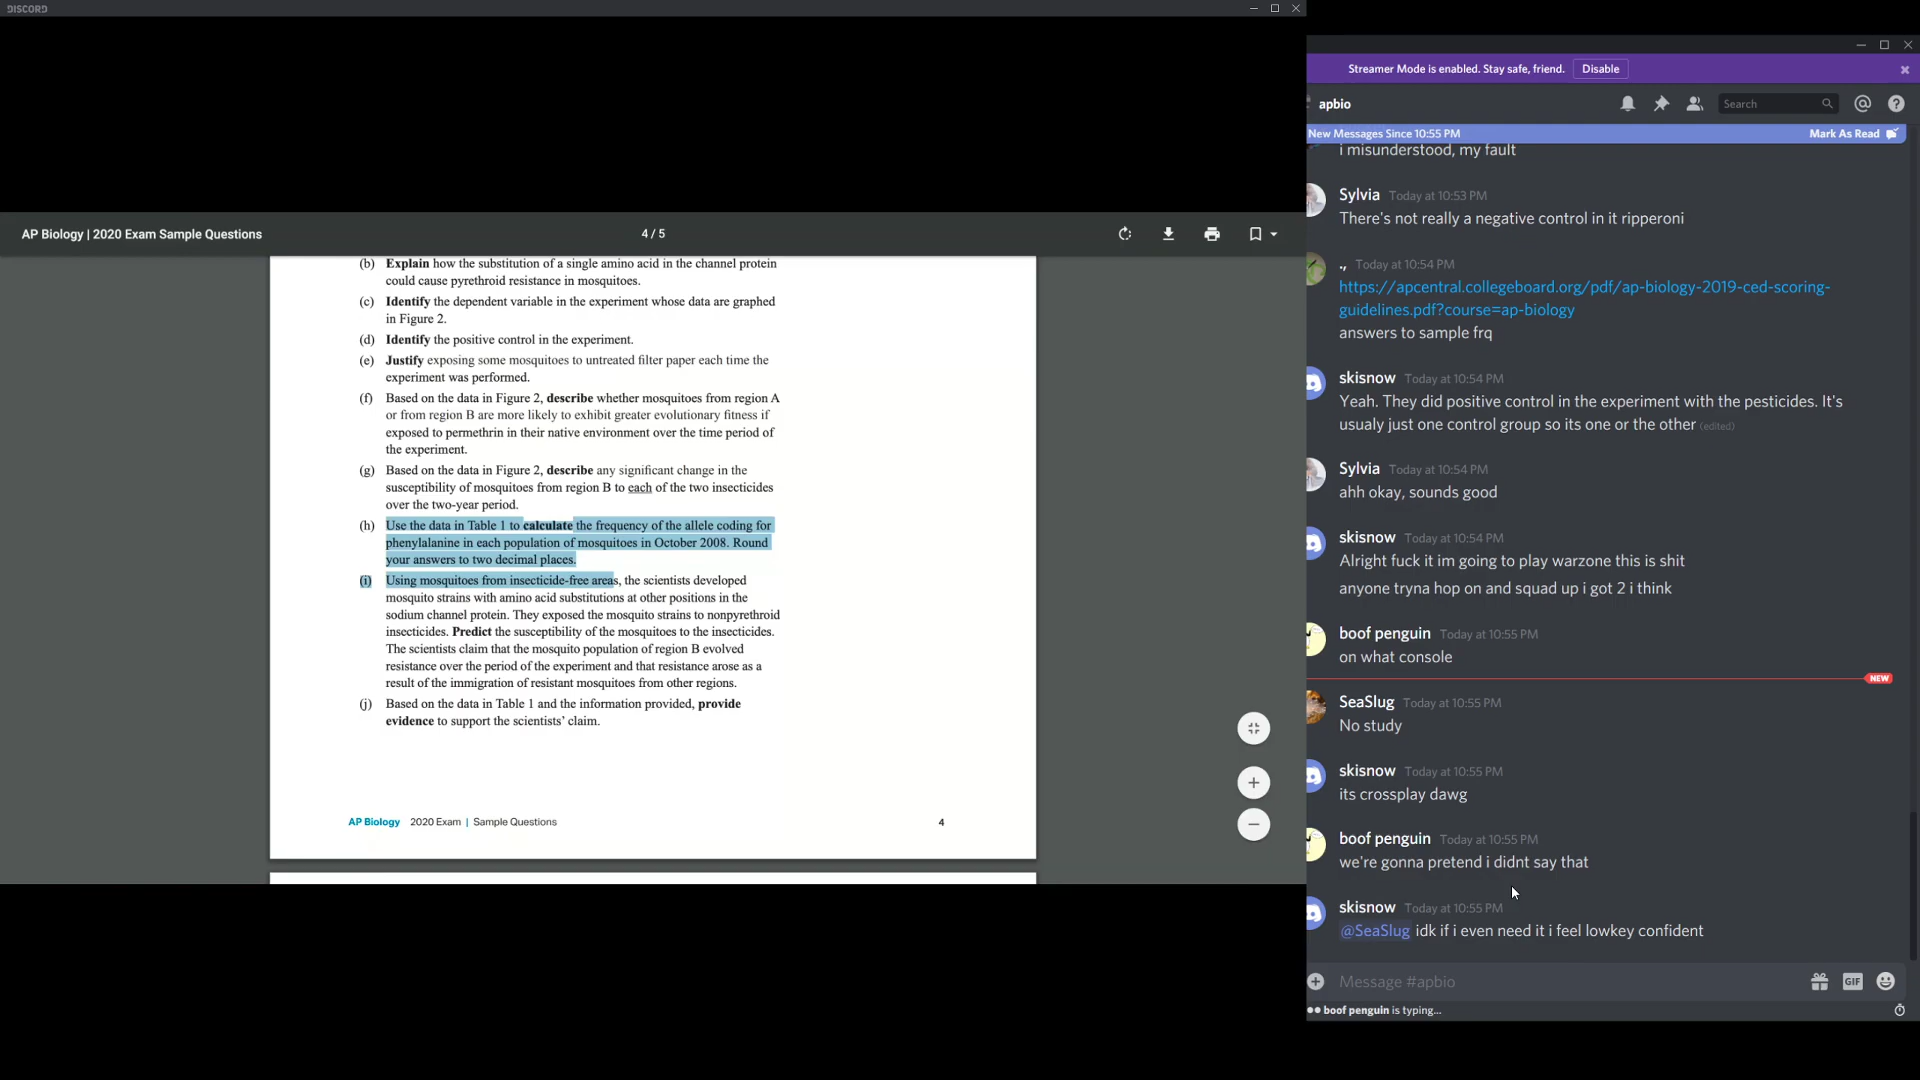 DISCORD
AP Biology | 2020 Exam Sample Questions
4 / 5
(b) Explain how the substitution of a single amino acid in the channel protein
could cause pyrethroid resistance in mosquitoes.
(c) Identify the dependent variable in the experiment whose data are graphed
in Figure 2.
(d) Identify the positive control in the experiment.
(e) Justify exposing some mosquitoes to untreated filter paper each time the
experiment was performed.
(f) Based on the data in Figure 2, describe whether mosquitoes from region A
or from region B are more likely to exhibit greater evolutionary fitness if
exposed to permethrin in their native environment over the time period of
the experiment.
(g) Based on the data in Figure 2, describe any significant change in the
susceptibility of mosquitoes from region B to each of the two insecticides
over the two-year period.
(h) Use the data in Table 1 to calculate the frequency of the allele coding for
phenylalanine in each population of mosquitoes in October 2008. Round
your answers to two decimal places.
(i) Using mosquitoes from insecticide-free areas, the scientists developed
mosquito strains with amino acid substitutions at other positions in the
sodium channel protein. They exposed the mosquito strains to nonpyrethroid
insecticides. Predict the susceptibility of the mosquitoes to the insecticides.
The scientists claim that the mosquito population of region B evolved
resistance over the period of the experiment and that resistance arose as a
result of the immigration of resistant mosquitoes from other regions.
(j) Based on the data in Table 1 and the information provided, provide
evidence to support the scientists' claim.
AP Biology 2020 Exam | Sample Questions
4
Streamer Mode is enabled. Stay safe, friend. Disable
apbio
Search
New Messages Since 10:55 PM Mark As Read
i misunderstood, my fault
Sylvia Today at 10:53 PM
There's not really a negative control in it ripperoni
., Today at 10:54 PM
https://apcentral.collegeboard.org/pdf/ap-biology-2019-ced-scoring-
guidelines.pdf?course=ap-biology
answers to sample frq
skisnow Today at 10:54 PM
Yeah. They did positive control in the experiment with the pesticides. It's
usualy just one control group so its one or the other (edited)
Sylvia Today at 10:54 PM
ahh okay, sounds good
skisnow Today at 10:54 PM
Alright fuck it im going to play warzone this is shit
anyone tryna hop on and squad up i got 2 i think
boof penguin Today at 10:55 PM
on what console
NEW
SeaSlug Today at 10:55 PM
No study
skisnow Today at 10:55 PM
its crossplay dawg
boof penguin Today at 10:55 PM
we're gonna pretend i didnt say that
skisnow Today at 10:55 PM
@SeaSlug idk if i even need it i feel lowkey confident
Message #apbio
GIF
boof penguin is typing...